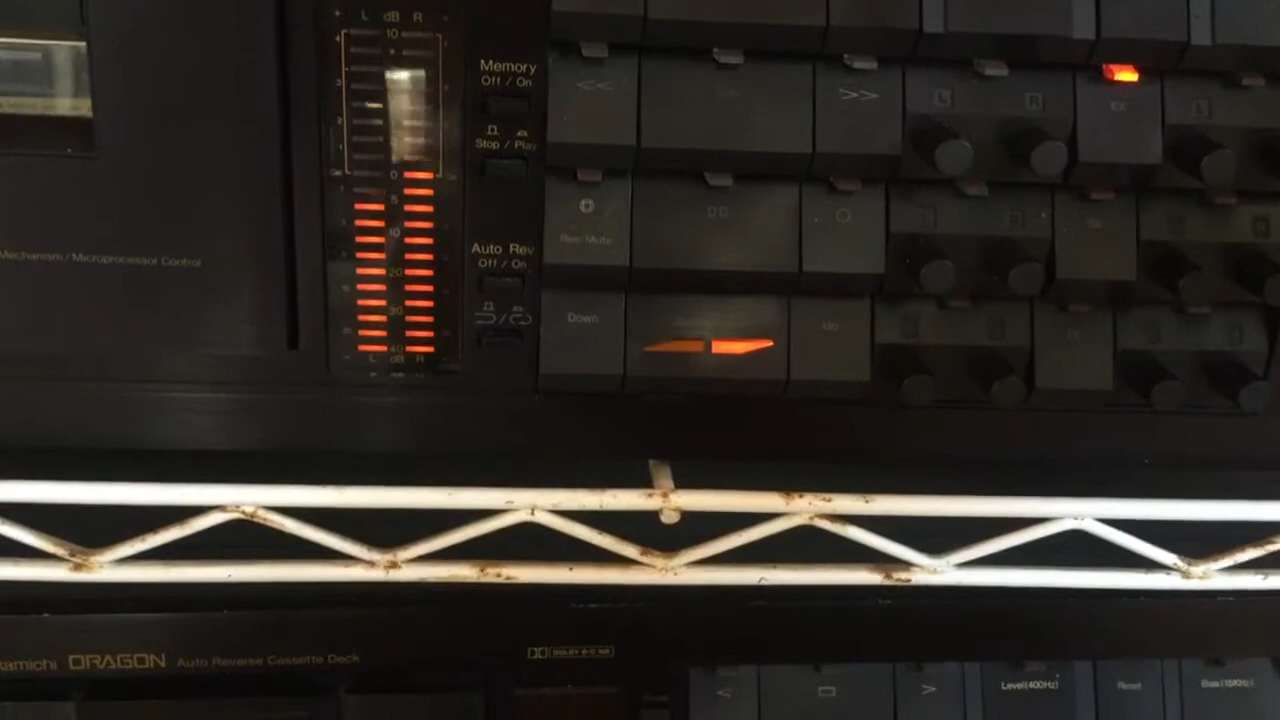 + L dB R +
10
0
5
10
20
30
40
L dB R
Memory
Off / On
Stop / Play
Auto Rev
Off / On
<< >>
L R
L
Rec Mute
Down
Up
Mechanism / Microprocessor Control
kamichi DRAGON Auto Reverse Cassette Deck
DOLBY B-C NR
< >
Level (400Hz)
Reset
Bias (15KHz)